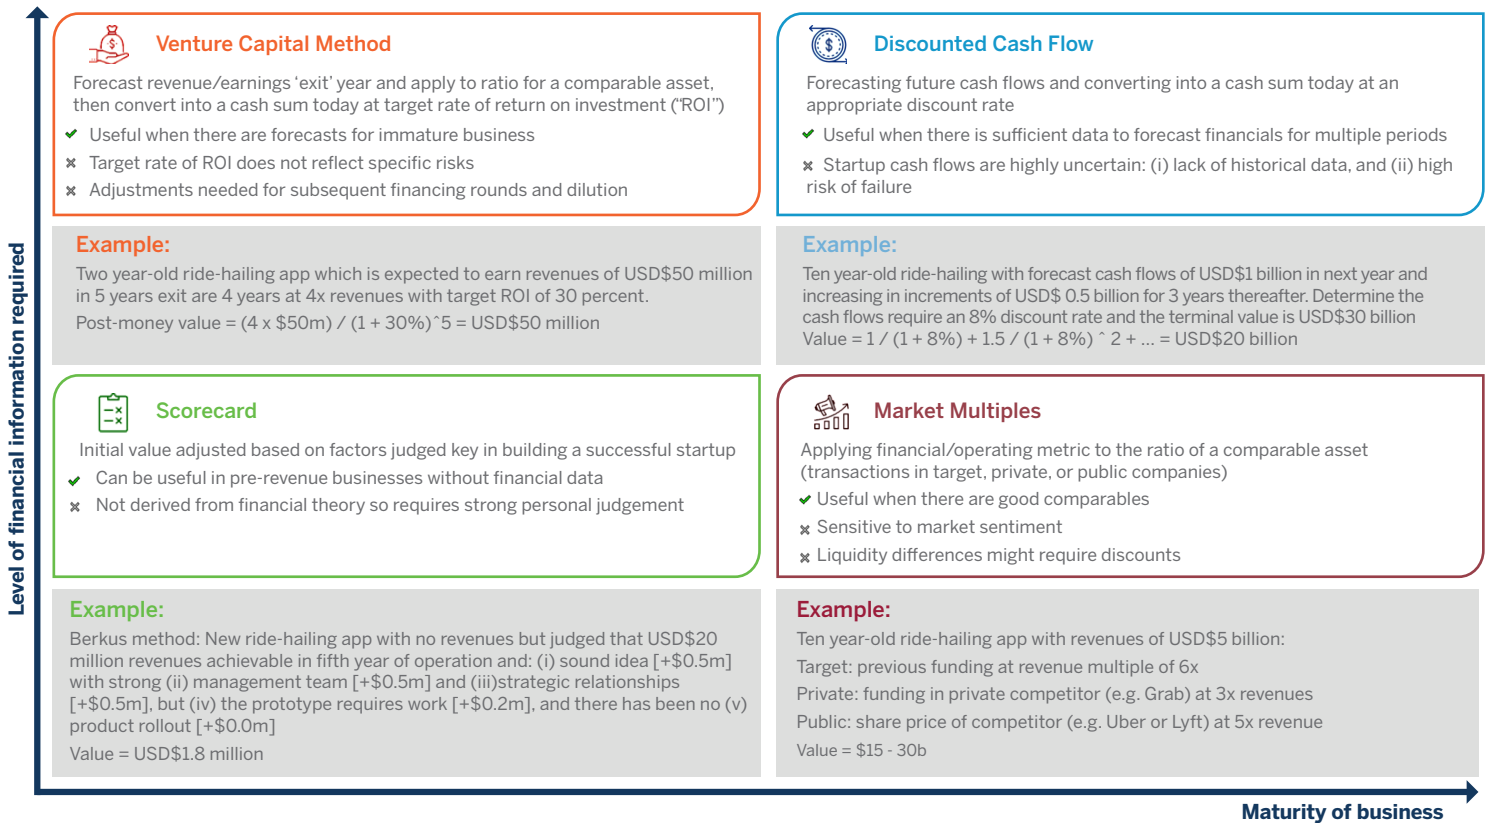 Level of financial information required
Venture Capital Method
Forecast revenue/earnings ‘exit’ year and apply to ratio for a comparable asset,
then convert into a cash sum today at target rate of return on investment (“ROI”)
✔ Useful when there are forecasts for immature business
✖ Target rate of ROI does not reflect specific risks
✖ Adjustments needed for subsequent financing rounds and dilution
Example:
Two year-old ride-hailing app which is expected to earn revenues of USD$50 million
in 5 years exit are 4 years at 4x revenues with target ROI of 30 percent.
Post-money value = (4 x $50m) / (1 + 30%)^5 = USD$50 million
Discounted Cash Flow
Forecasting future cash flows and converting into a cash sum today at an
appropriate discount rate
✔ Useful when there is sufficient data to forecast financials for multiple periods
✖ Startup cash flows are highly uncertain: (i) lack of historical data, and (ii) high
risk of failure
Example:
Ten year-old ride-hailing with forecast cash flows of USD$1 billion in next year and
increasing in increments of USD$ 0.5 billion for 3 years thereafter. Determine the
cash flows require an 8% discount rate and the terminal value is USD$30 billion
Value = 1 / (1 + 8%) + 1.5 / (1 + 8%) ^ 2 + ... = USD$20 billion
Scorecard
Initial value adjusted based on factors judged key in building a successful startup
✔ Can be useful in pre-revenue businesses without financial data
✖ Not derived from financial theory so requires strong personal judgement
Example:
Berkus method: New ride-hailing app with no revenues but judged that USD$20
million revenues achievable in fifth year of operation and: (i) sound idea [+$0.5m]
with strong (ii) management team [+$0.5m] and (iii)strategic relationships
[+$0.5m], but (iv) the prototype requires work [+$0.2m], and there has been no (v)
product rollout [+$0.0m]
Value = USD$1.8 million
Market Multiples
Applying financial/operating metric to the ratio of a comparable asset
(transactions in target, private, or public companies)
✔ Useful when there are good comparables
✖ Sensitive to market sentiment
✖ Liquidity differences might require discounts
Example:
Ten year-old ride-hailing app with revenues of USD$5 billion:
Target: previous funding at revenue multiple of 6x
Private: funding in private competitor (e.g. Grab) at 3x revenues
Public: share price of competitor (e.g. Uber or Lyft) at 5x revenue
Value = $15 - 30b
Maturity of business